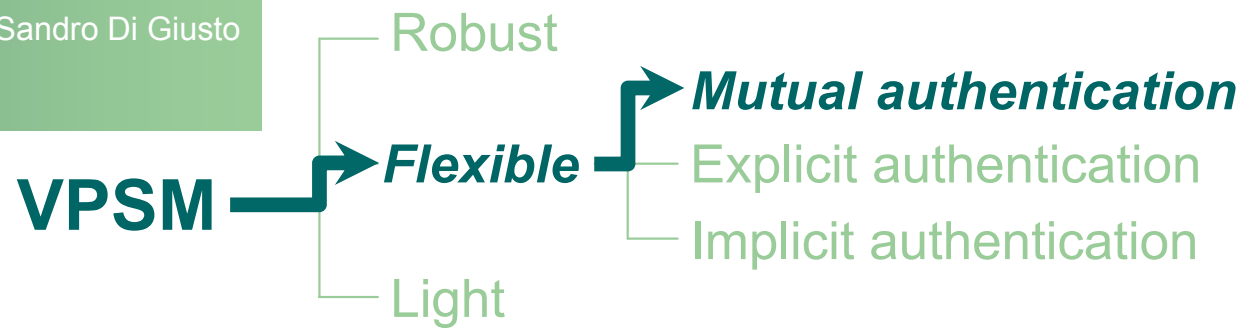 Sandro Di Giusto
Robust
Mutual authentication
Flexible
Explicit authentication
VPSM
Implicit authentication
Light